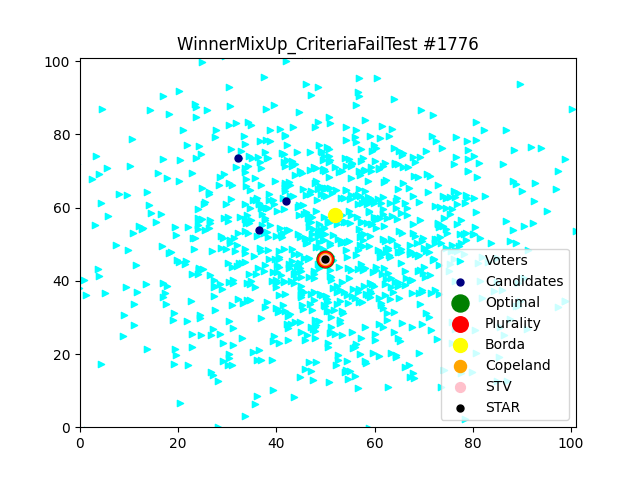 WinnerMixUp_CriteriaFailTest #1776
100
80
60
40
20
0
0 20 40 60 80 100
Voters
Candidates
Optimal
Plurality
Borda
Copeland
STV
STAR